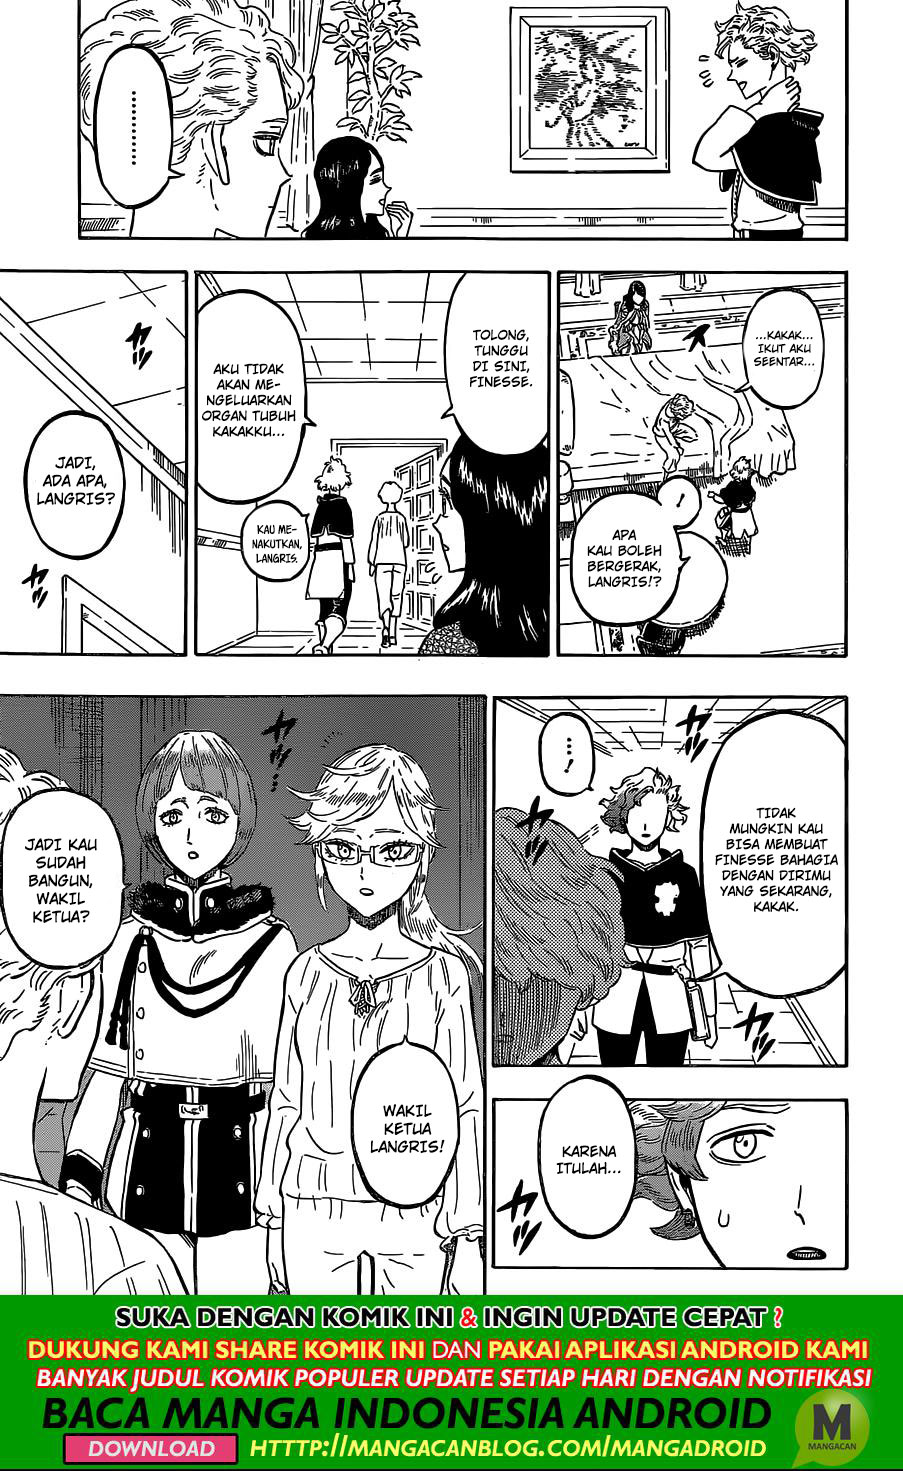 ...........
...KAKAK...
IKUT AKU
SEENTAR...
!
APA
KAU BOLEH
BERGERAK,
LANGRIS!?
TOLONG,
TUNGGU
DI SINI,
FINESSE.
AKU TIDAK
AKAN ME-
NGELUARKAN
ORGAN TUBUH
KAKAKKU...
KAU ME-
NAKUTKAN,
LANGRIS.
JADI,
ADA APA,
LANGRIS?
TIDAK
MUNGKIN KAU
BISA MEMBUAT
FINESSE BAHAGIA
DENGAN DIRIMU
YANG SEKARANG,
KAKAK.
....!
KARENA
ITULAH...
WAKIL
KETUA
LANGRIS!
JADI KAU
SUDAH
BANGUN,
WAKIL
KETUA?
SUKA DENGAN KOMIK INI & INGIN UPDATE CEPAT ?
DUKUNG KAMI SHARE KOMIK INI DAN PAKAI APLIKASI ANDROID KAMI
BANYAK JUDUL KOMIK POPULER UPDATE SETIAP HARI DENGAN NOTIFIKASI
BACA MANGA INDONESIA ANDROID
DOWNLOAD HTTTP://MANGACANBLOG.COM/MANGADROID
M
MANGACAN